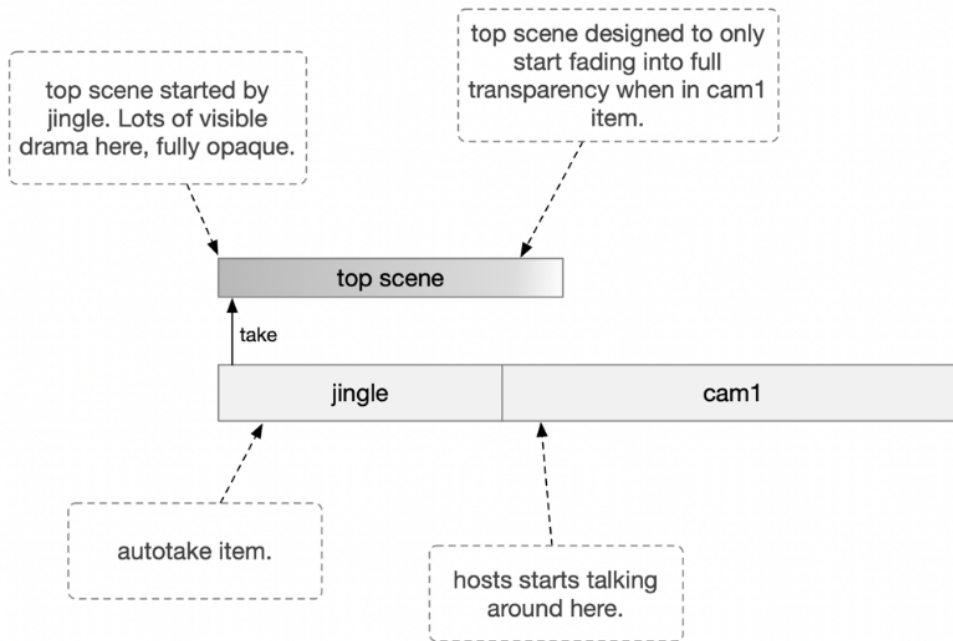 top scene designed to only
start fading into full
transparency when in cam1
item.
top scene started by
jingle. Lots of visible
drama here, fully opaque.
top scene
take
jingle
cam1
autotake item.
hosts starts talking
around here.